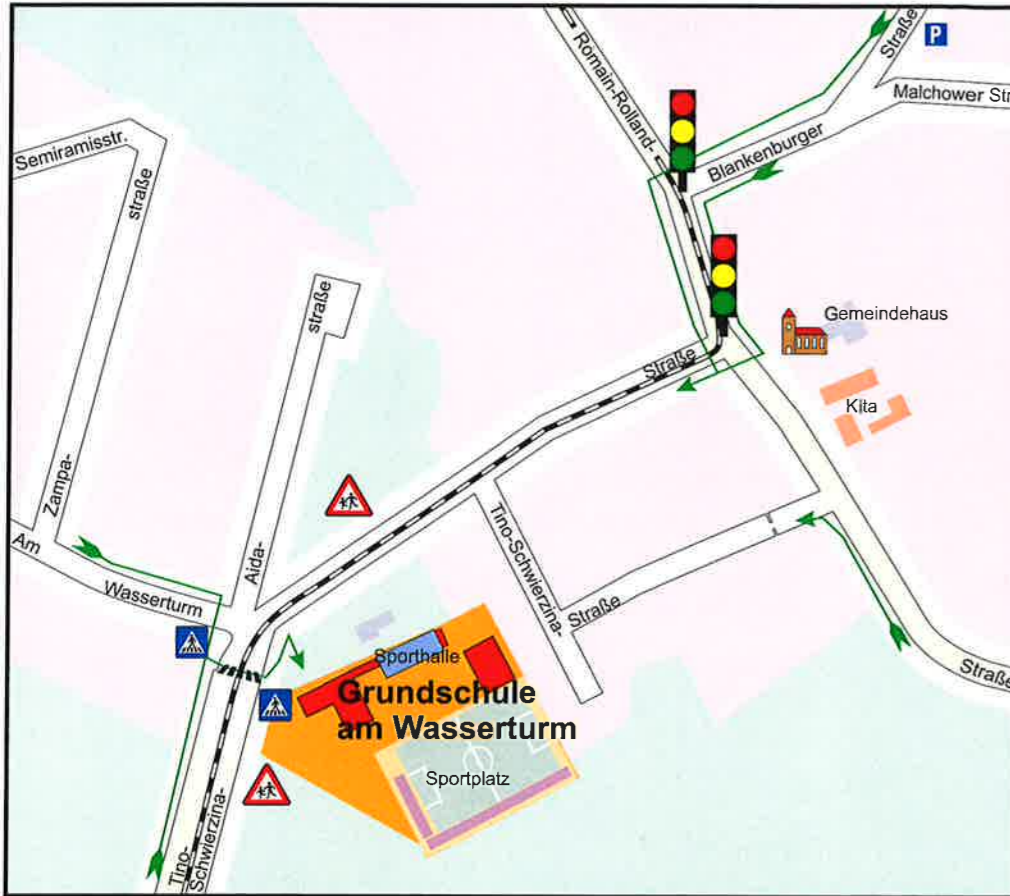 Romain-Rolland-
Straße
P
Malchower Str
Blankenburger
Semiramisstr.
straße
straße
Gemeindehaus
Straße
Kita
Zampa-
Am
Wasserturm
Aida-
Tino-Schwierzina-
Straße
Straße
Sporthalle
Grundschule
am Wasserturm
Sportplatz
Tino-
Schwierzina-